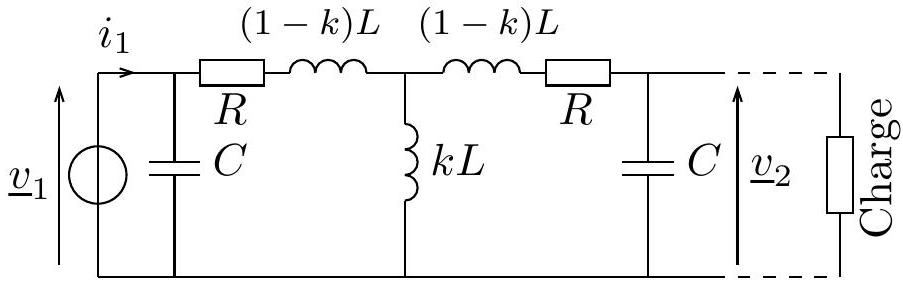 (1 − k)L (1 − k)L
i₁
R R
v₁ C kL C v₂ Charge